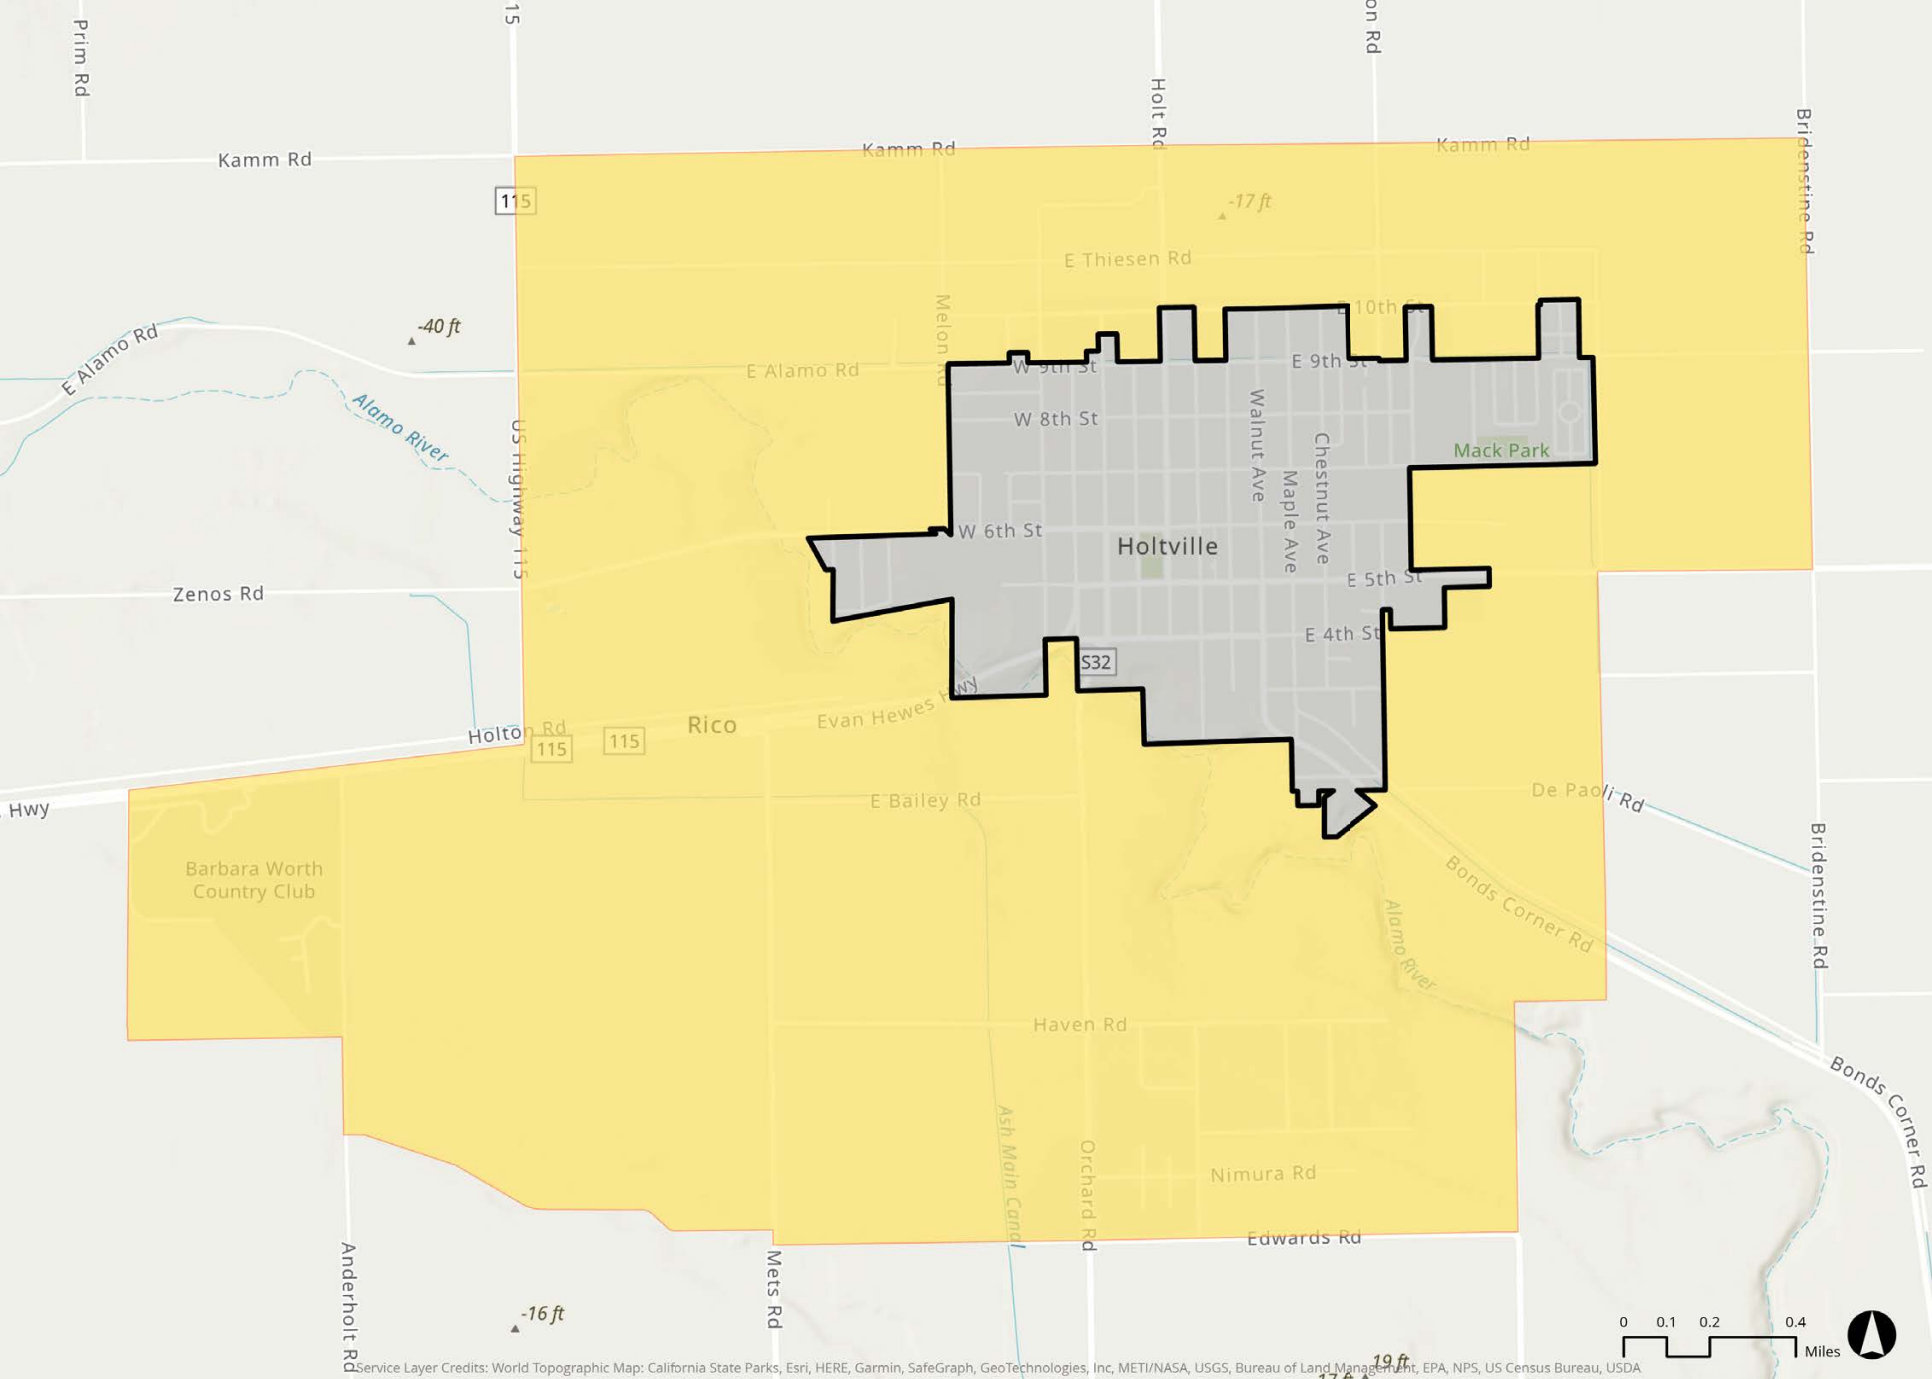 Prim Rd
15
Holt Rd
on Rd
Bridenstine Rd
Kamm Rd
Kamm Rd
Kamm Rd
115
-17 ft
E Thiesen Rd
Melon Rd
E 10th St
-40 ft
E Alamo Rd
E Alamo Rd
W 9th St
E 9th St
Alamo River
US Highway 115
W 8th St
Walnut Ave
Maple Ave
Chestnut Ave
Mack Park
W 6th St
Holtville
E 5th St
Zenos Rd
E 4th St
S32
Evan Hewes Hwy
Rico
Holton Rd
115
115
Hwy
E Bailey Rd
De Paoli Rd
Barbara Worth
Country Club
Bonds Corner Rd
Alamo River
Bridenstine Rd
Haven Rd
Bonds Corner Rd
Ash Main Canal
Orchard Rd
Nimura Rd
Edwards Rd
Anderholt Rd
Mets Rd
-16 ft
0 0.1 0.2 0.4
Miles
19 ft
Service Layer Credits: World Topographic Map: California State Parks, Esri, HERE, Garmin, SafeGraph, GeoTechnologies, Inc, METI/NASA, USGS, Bureau of Land Management, EPA, NPS, US Census Bureau, USDA